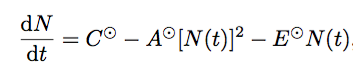 dN/dt = C^⊙ − A^⊙[N(t)]² − E^⊙N(t).